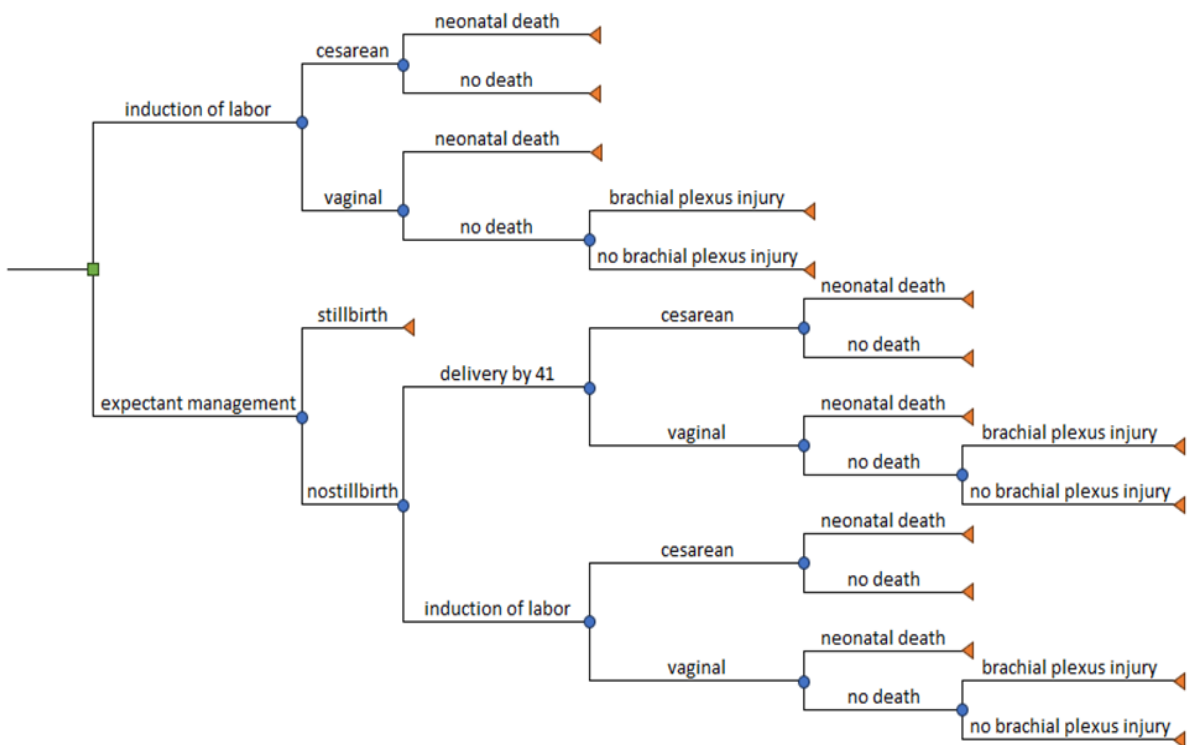 neonatal death
cesarean
no death
induction of labor
neonatal death
vaginal
brachial plexus injury
no death
no brachial plexus injury
neonatal death
stillbirth
cesarean
no death
delivery by 41
expectant management
neonatal death
vaginal
brachial plexus injury
no death
nostillbirth
no brachial plexus injury
neonatal death
cesarean
no death
induction of labor
neonatal death
vaginal
brachial plexus injury
no death
no brachial plexus injury